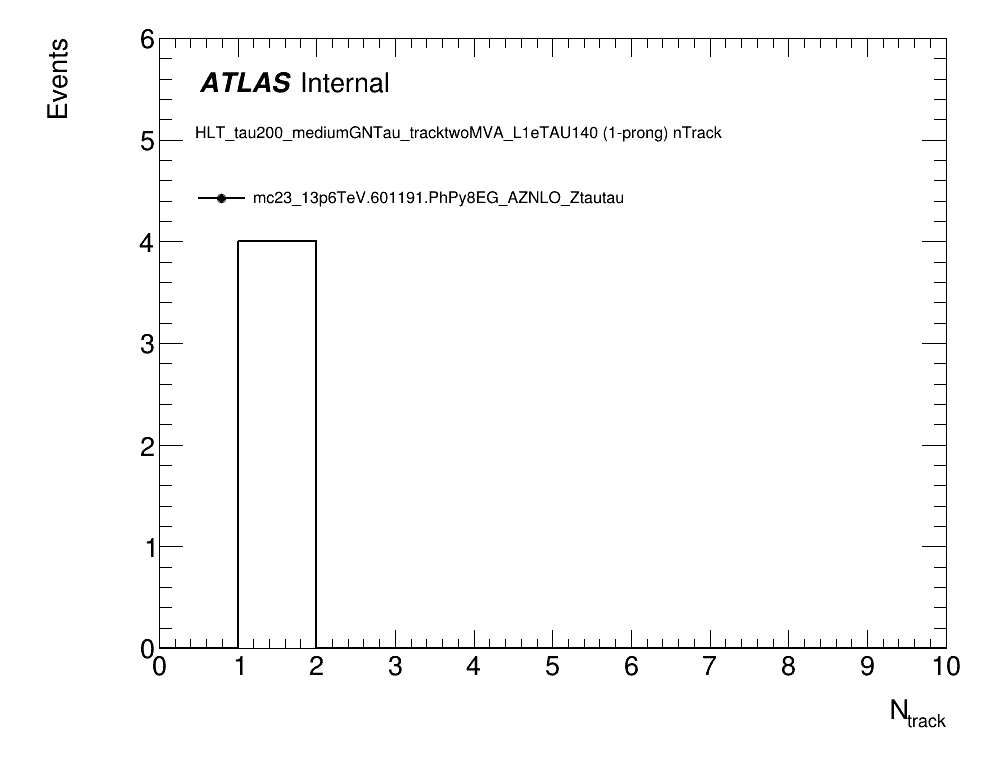 Events
6
ATLAS Internal
HLT_tau200_mediumGNTau_tracktwoMVA_L1eTAU140 (1-prong) nTrack
5
mc23_13p6TeV.601191.PhPy8EG_AZNLO_Ztautau
4
3
2
1
0
0 1 2 3 4 5 6 7 8 9 10
Ntrack